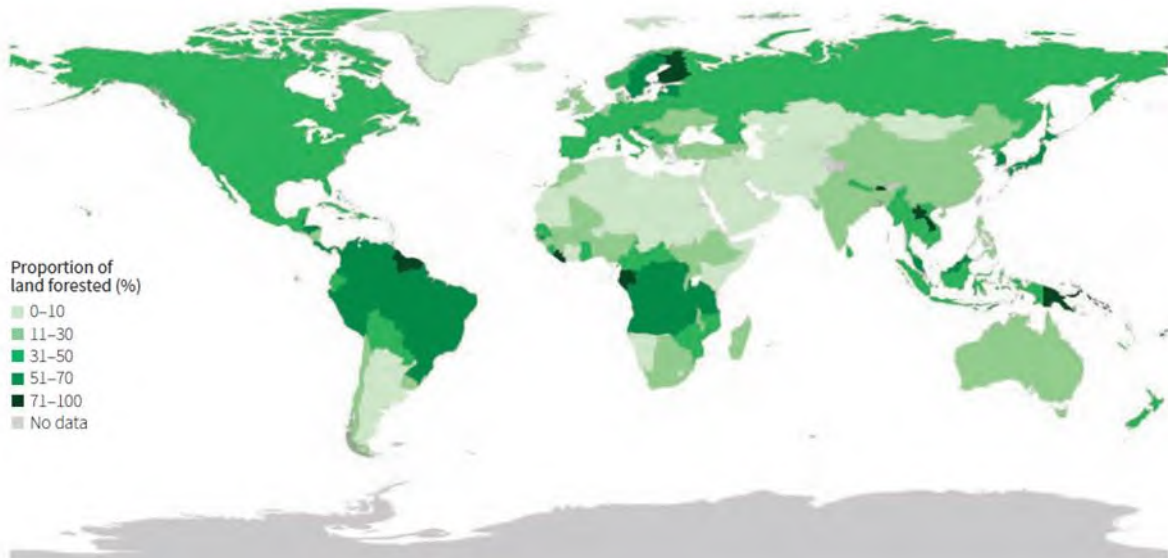 Proportion of
land forested (%)
0–10
11–30
31–50
51–70
71–100
No data